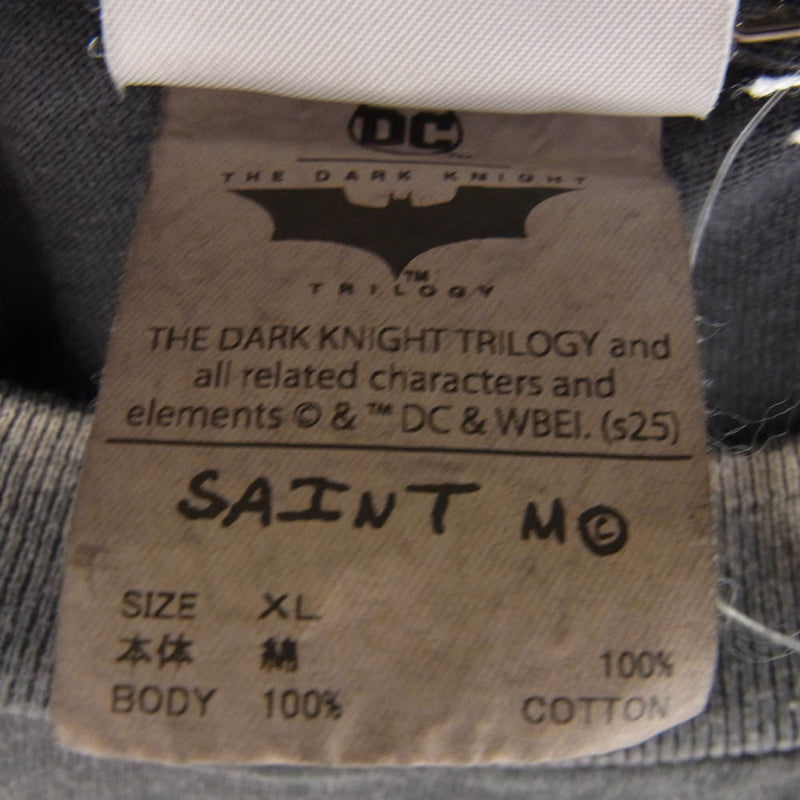 DC
THE DARK KNIGHT
TM
TRILOGY
THE DARK KNIGHT TRILOGY and
all related characters and
elements © & ™ DC & WBEI. (s25)
SAINT M©
SIZE XL
本体 綿 100%
BODY 100% COTTON